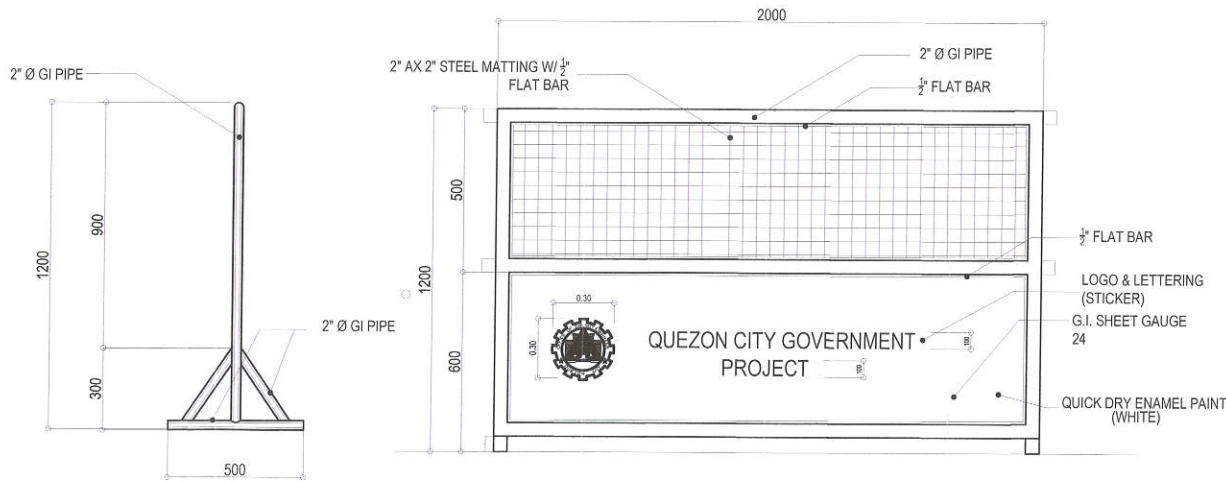 2" Ø GI PIPE
1200
900
300
2" Ø GI PIPE
500
2000
2" AX 2" STEEL MATTING W/ 1/2"
FLAT BAR
2" Ø GI PIPE
1/2" FLAT BAR
1200
500
600
1/2" FLAT BAR
LOGO & LETTERING
(STICKER)
G.I. SHEET GAUGE
24
QUICK DRY ENAMEL PAINT
(WHITE)
0.30
0.30
QUEZON CITY GOVERNMENT
PROJECT
100
100